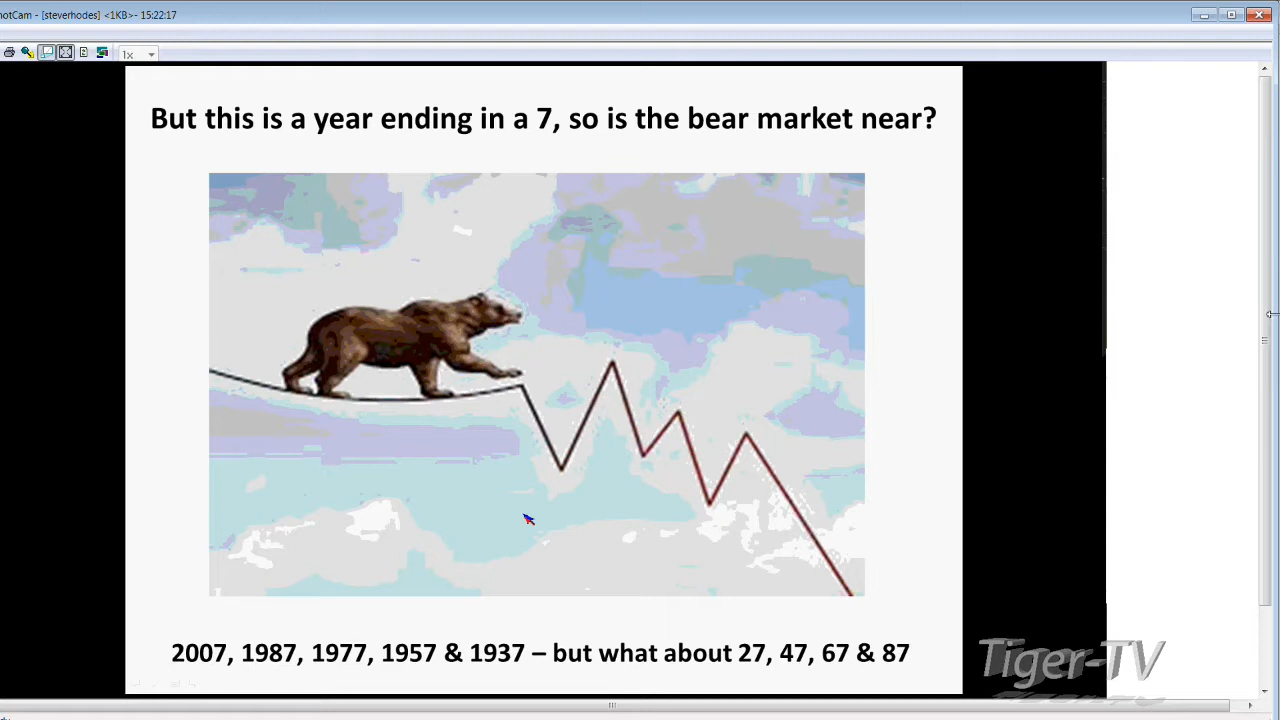 notCam - [steverhodes] <1KB> - 15:22:17
1x
But this is a year ending in a 7, so is the bear market near?
2007, 1987, 1977, 1957 & 1937 – but what about 27, 47, 67 & 87
Tiger-TV